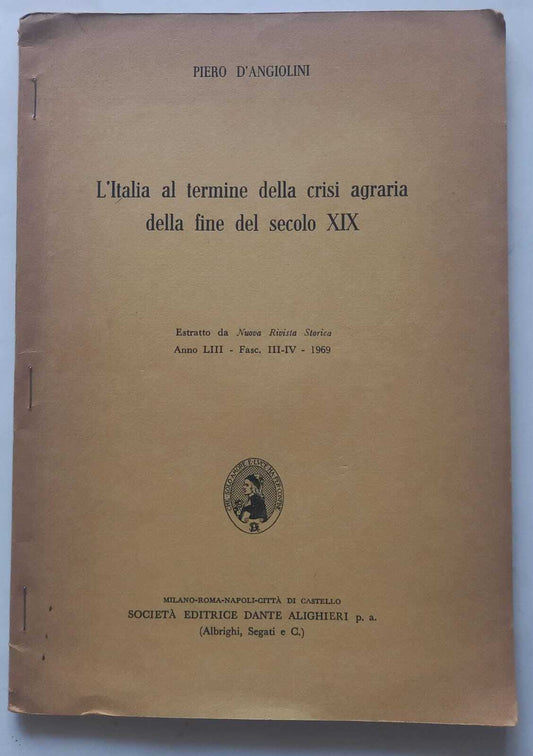 PIERO D'ANGIOLINI
L'Italia al termine della crisi agraria
della fine del secolo XIX
Estratto da Nuova Rivista Storica
Anno LIII - Fasc. III-IV - 1969
MILANO-ROMA-NAPOLI-CITTÀ DI CASTELLO
SOCIETÀ EDITRICE DANTE ALIGHIERI p. a.
(Albrighi, Segati e C.)